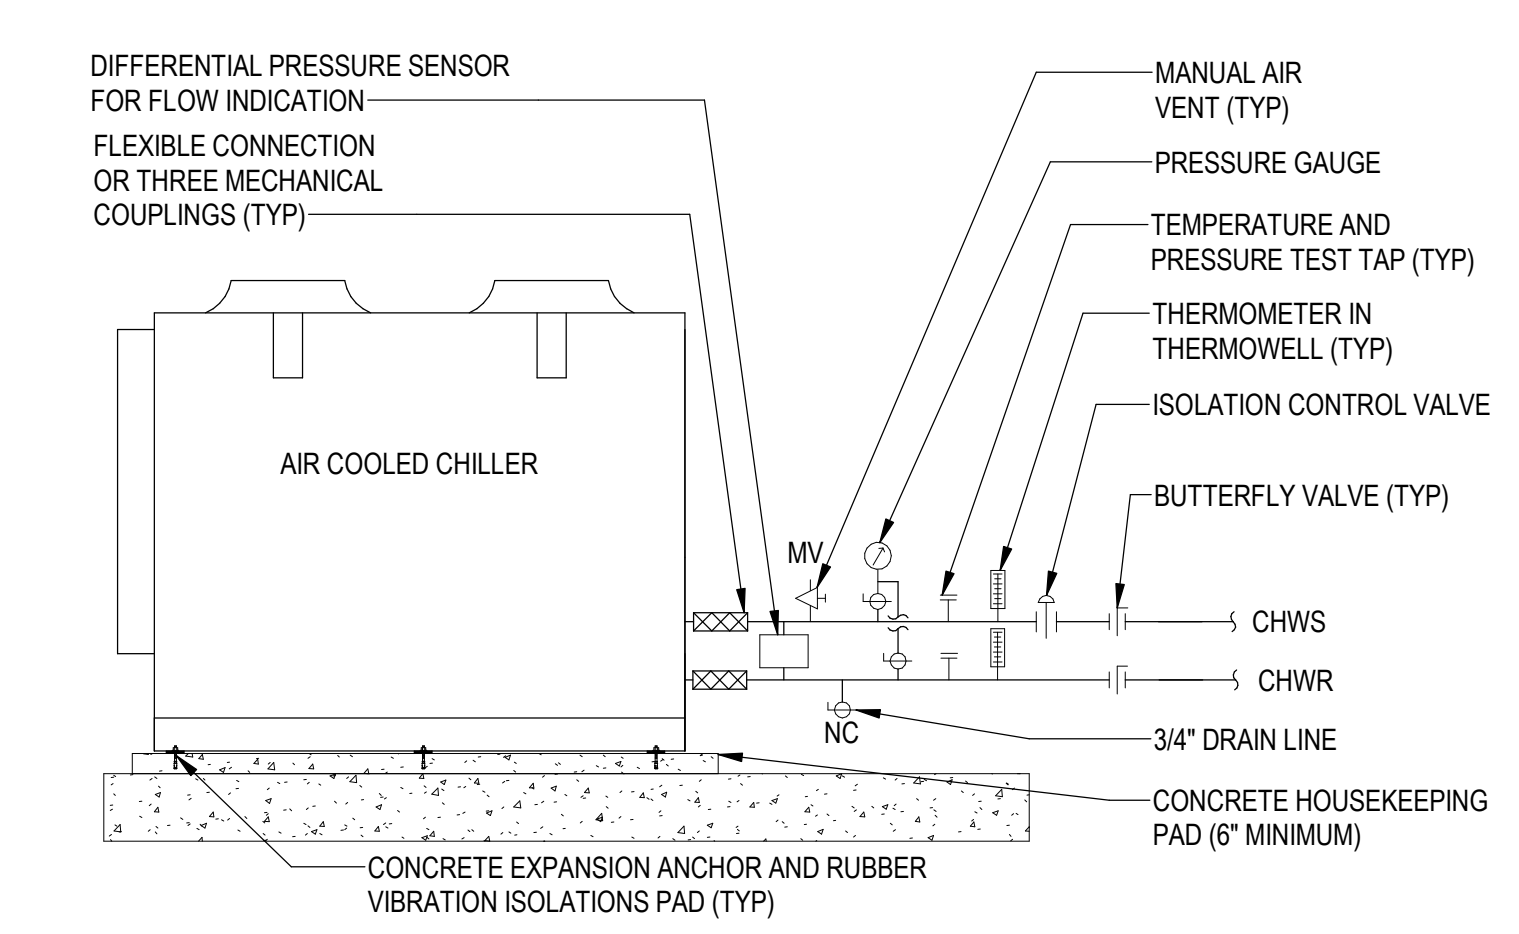 DIFFERENTIAL PRESSURE SENSOR
FOR FLOW INDICATION
FLEXIBLE CONNECTION
OR THREE MECHANICAL
COUPLINGS (TYP)
MANUAL AIR
VENT (TYP)
PRESSURE GAUGE
TEMPERATURE AND
PRESSURE TEST TAP (TYP)
THERMOMETER IN
THERMOWELL (TYP)
ISOLATION CONTROL VALVE
BUTTERFLY VALVE (TYP)
AIR COOLED CHILLER
MV
CHWS
CHWR
NC
3/4" DRAIN LINE
CONCRETE HOUSEKEEPING
PAD (6" MINIMUM)
CONCRETE EXPANSION ANCHOR AND RUBBER
VIBRATION ISOLATIONS PAD (TYP)